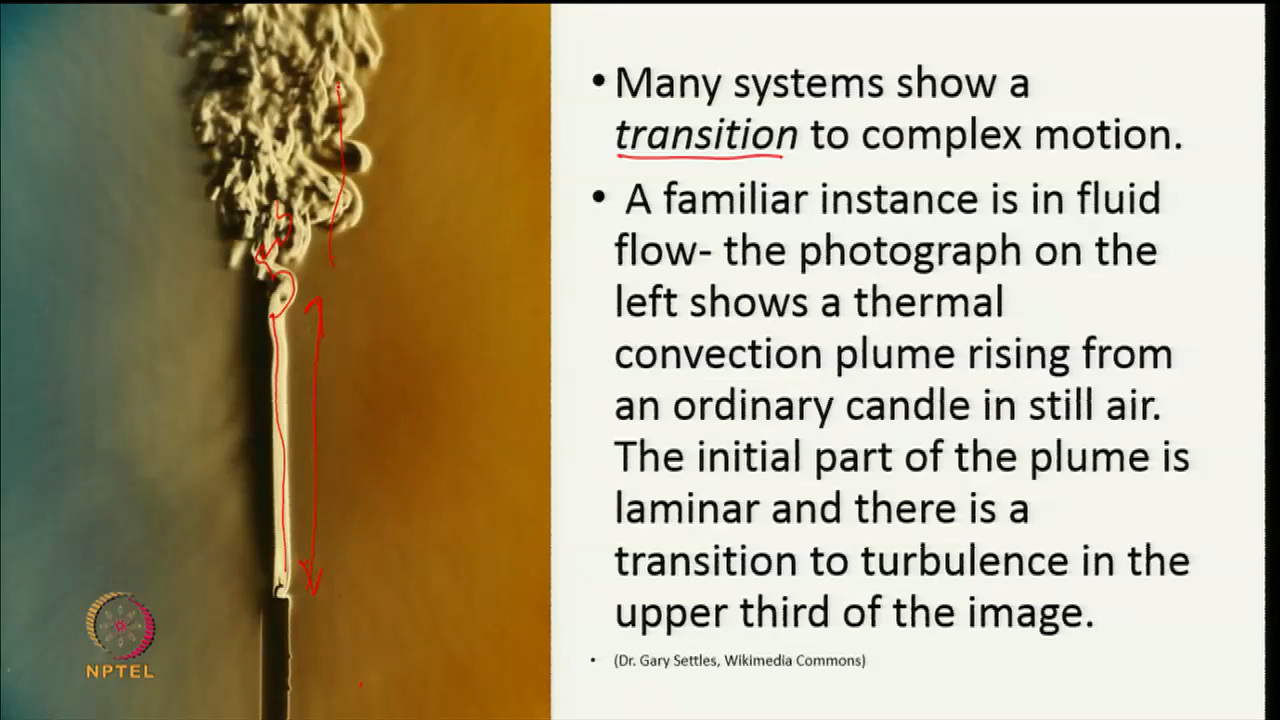 • Many systems show a
transition to complex motion.
• A familiar instance is in fluid
flow- the photograph on the
left shows a thermal
convection plume rising from
an ordinary candle in still air.
The initial part of the plume is
laminar and there is a
transition to turbulence in the
upper third of the image.
• (Dr. Gary Settles, Wikimedia Commons)
NPTEL